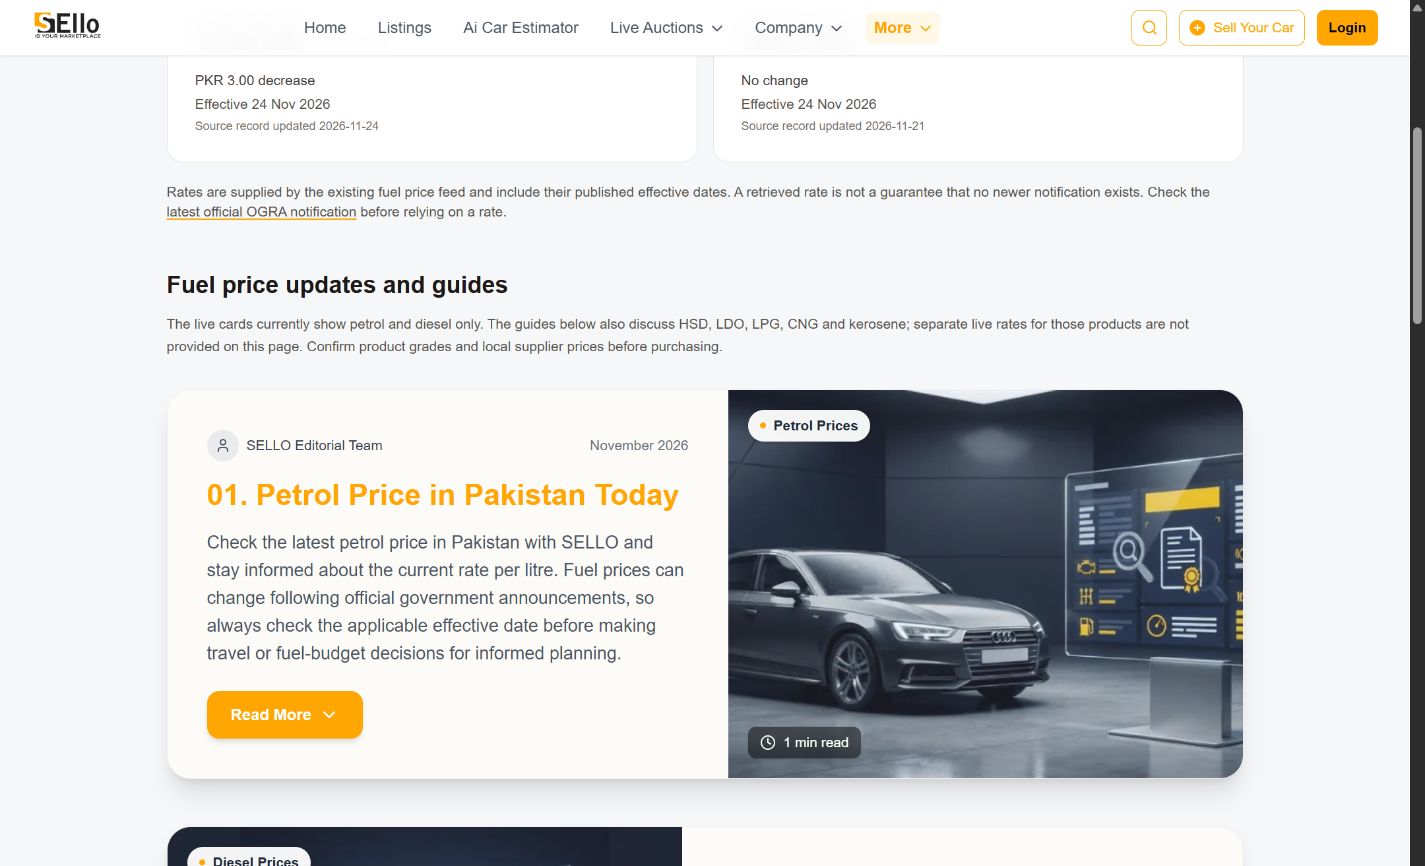 SEllo
IS YOUR MARKETPLACE
Home
Listings
Ai Car Estimator
Live Auctions
Company
More
Sell Your Car
Login
PKR 3.00 decrease
Effective 24 Nov 2026
Source record updated 2026-11-24
No change
Effective 24 Nov 2026
Source record updated 2026-11-21
Rates are supplied by the existing fuel price feed and include their published effective dates. A retrieved rate is not a guarantee that no newer notification exists. Check the
latest official OGRA notification before relying on a rate.
Fuel price updates and guides
The live cards currently show petrol and diesel only. The guides below also discuss HSD, LDO, LPG, CNG and kerosene; separate live rates for those products are not
provided on this page. Confirm product grades and local supplier prices before purchasing.
SELLO Editorial Team
November 2026
01. Petrol Price in Pakistan Today
Check the latest petrol price in Pakistan with SELLO and
stay informed about the current rate per litre. Fuel prices can
change following official government announcements, so
always check the applicable effective date before making
travel or fuel-budget decisions for informed planning.
Read More
Petrol Prices
1 min read
Diesel Prices